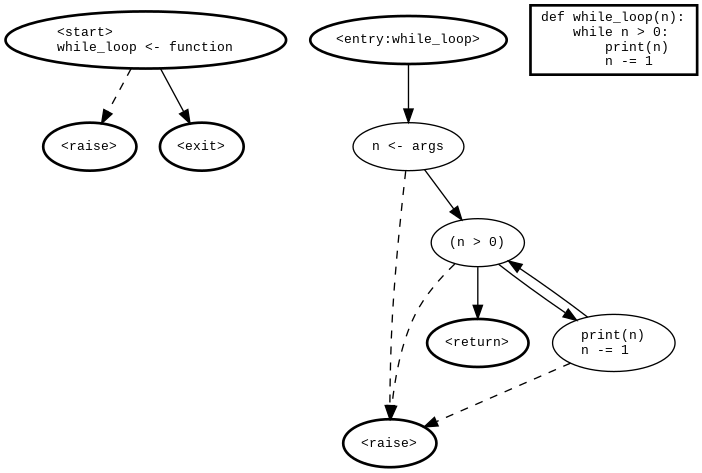 <start>
while_loop <- function
<raise>
<exit>
<entry:while_loop>
n <- args
(n > 0)
<return>
print(n)
n -= 1
<raise>
def while_loop(n):
    while n > 0:
        print(n)
        n -= 1